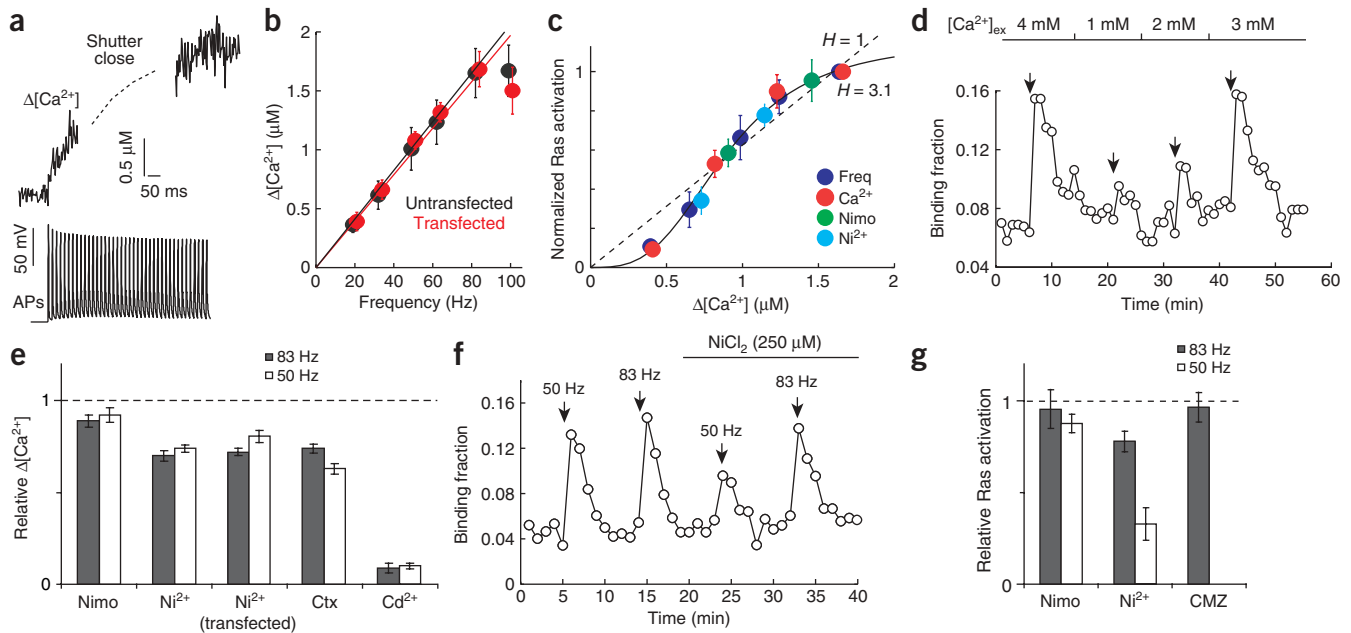 a
Shutter
close
Δ[Ca²⁺]
0.5 μM
50 ms
50 mV
APs
b
Δ[Ca²⁺] (μM)
2
1.5
1
0.5
0
Untransfected
Transfected
0 20 40 60 80 100
Frequency (Hz)
c
Normalized Ras activation
1
0
H = 1
H = 3.1
Freq
Ca²⁺
Nimo
Ni²⁺
0 0.5 1.0 1.5 2.0
Δ[Ca²⁺] (μM)
d
[Ca²⁺]ex 4 mM 1 mM 2 mM 3 mM
Binding fraction
0.16
0.12
0.08
0.04
0 10 20 30 40 50 60
Time (min)
e
83 Hz
50 Hz
Relative Δ[Ca²⁺]
1
0
Nimo Ni²⁺ Ni²⁺ Ctx Cd²⁺
(transfected)
f
NiCl₂ (250 μM)
50 Hz
83 Hz
50 Hz
83 Hz
Binding fraction
0.16
0.12
0.08
0.04
0
0 5 10 15 20 25 30 35 40
Time (min)
g
83 Hz
50 Hz
Relative Ras activation
1
0
Nimo Ni²⁺ CMZ